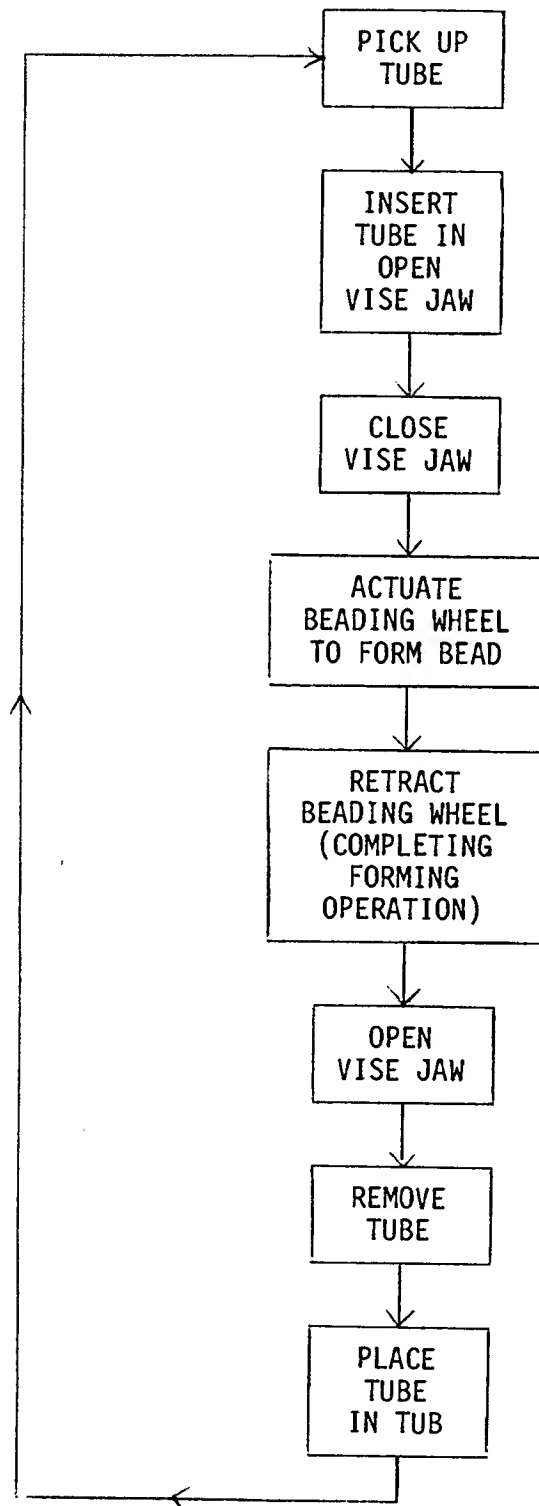 PICK UP
TUBE
INSERT
TUBE IN
OPEN
VISE JAW
CLOSE
VISE JAW
ACTUATE
BEADING WHEEL
TO FORM BEAD
RETRACT
BEADING WHEEL
(COMPLETING
FORMING
OPERATION)
OPEN
VISE JAW
REMOVE
TUBE
PLACE
TUBE
IN TUB